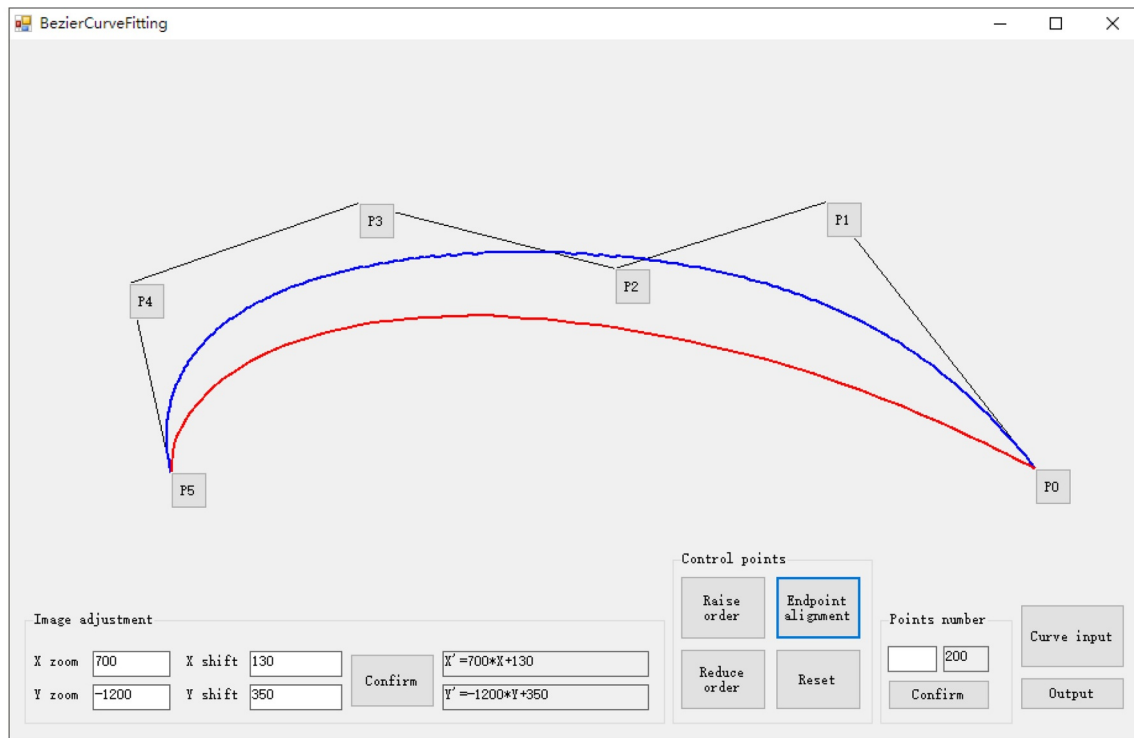 BezierCurveFitting
P3
P1
P2
P4
P5
P0
Control points
Raise order
Endpoint alignment
Reduce order
Reset
Image adjustment
X zoom 700 X shift 130
Y zoom -1200 Y shift 350
Confirm
X'=700*X+130
Y'=-1200*Y+350
Points number
200
Confirm
Curve input
Output